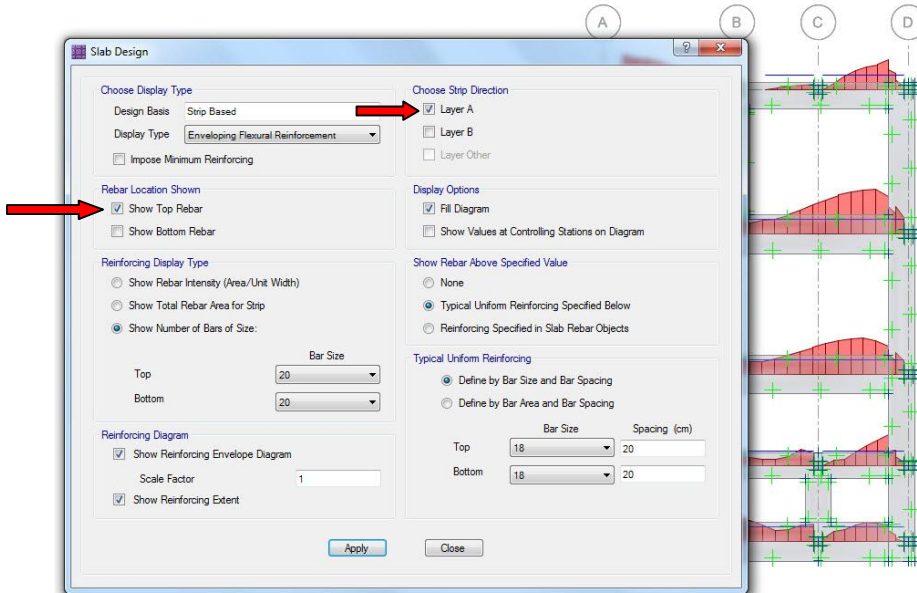 A B C D
Slab Design
?
Choose Display Type
Design Basis Strip Based
Display Type Enveloping Flexural Reinforcement
Impose Minimum Reinforcing
Rebar Location Shown
Show Top Rebar
Show Bottom Rebar
Reinforcing Display Type
Show Rebar Intensity (Area/Unit Width)
Show Total Rebar Area for Strip
Show Number of Bars of Size:
Bar Size
Top 20
Bottom 20
Reinforcing Diagram
Show Reinforcing Envelope Diagram
Scale Factor 1
Show Reinforcing Extent
Choose Strip Direction
Layer A
Layer B
Layer Other
Display Options
Fill Diagram
Show Values at Controlling Stations on Diagram
Show Rebar Above Specified Value
None
Typical Uniform Reinforcing Specified Below
Reinforcing Specified in Slab Rebar Objects
Typical Uniform Reinforcing
Define by Bar Size and Bar Spacing
Define by Bar Area and Bar Spacing
Bar Size Spacing (cm)
Top 18 20
Bottom 18 20
Apply Close